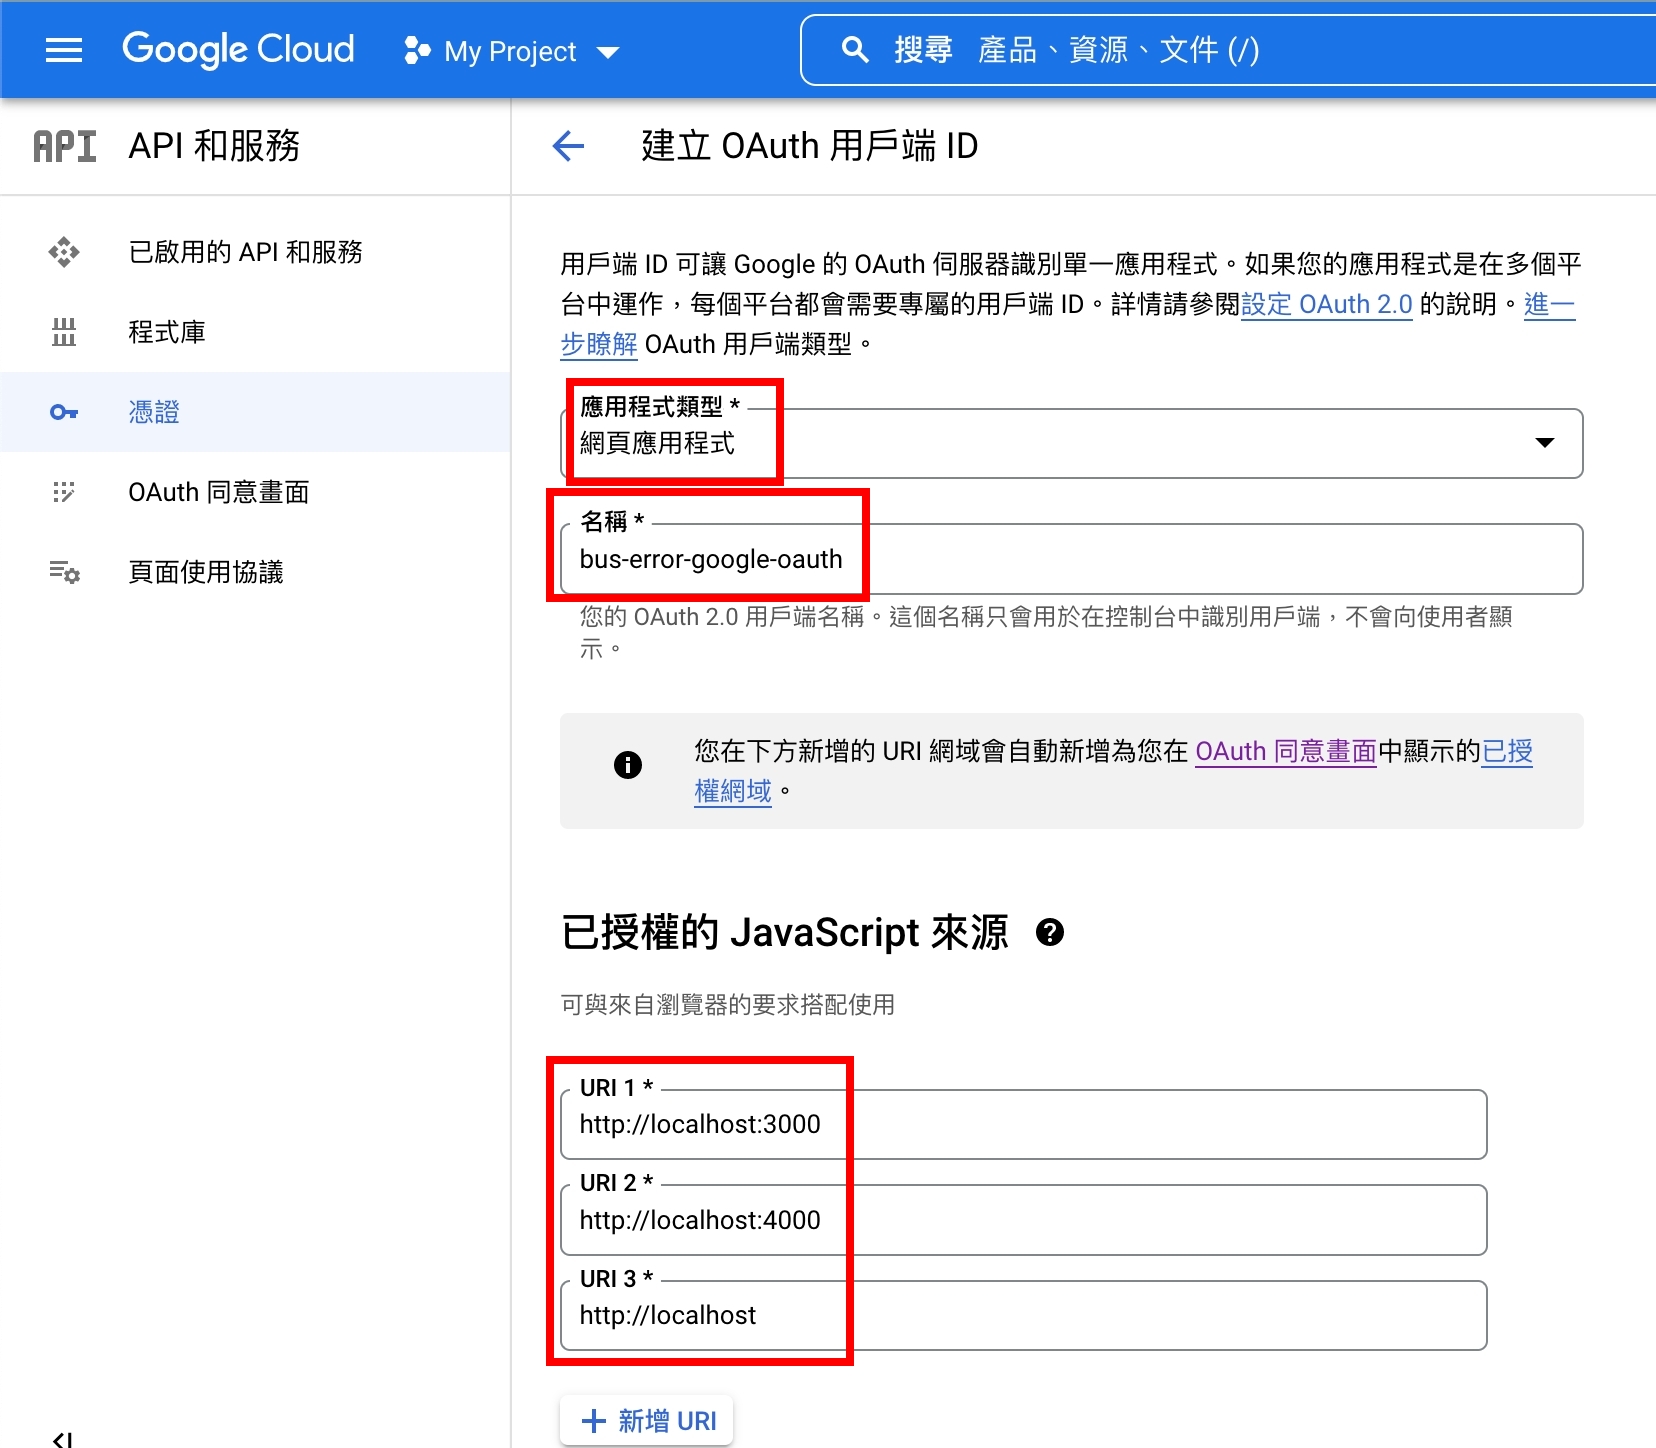 Google Cloud
My Project
搜尋 產品、資源、文件 (/)
API API 和服務
已啟用的 API 和服務
程式庫
憑證
OAuth 同意畫面
頁面使用協議
建立 OAuth 用戶端 ID
用戶端 ID 可讓 Google 的 OAuth 伺服器識別單一應用程式。如果您的應用程式是在多個平
台中運作，每個平台都會需要專屬的用戶端 ID。詳情請參閱設定 OAuth 2.0 的說明。進一
步瞭解 OAuth 用戶端類型。
應用程式類型 *
網頁應用程式
名稱 *
bus-error-google-oauth
您的 OAuth 2.0 用戶端名稱。這個名稱只會用於在控制台中識別用戶端，不會向使用者顯
示。
您在下方新增的 URI 網域會自動新增為您在 OAuth 同意畫面中顯示的已授
權網域。
已授權的 JavaScript 來源
可與來自瀏覽器的要求搭配使用
URI 1 *
http://localhost:3000
URI 2 *
http://localhost:4000
URI 3 *
http://localhost
+ 新增 URI